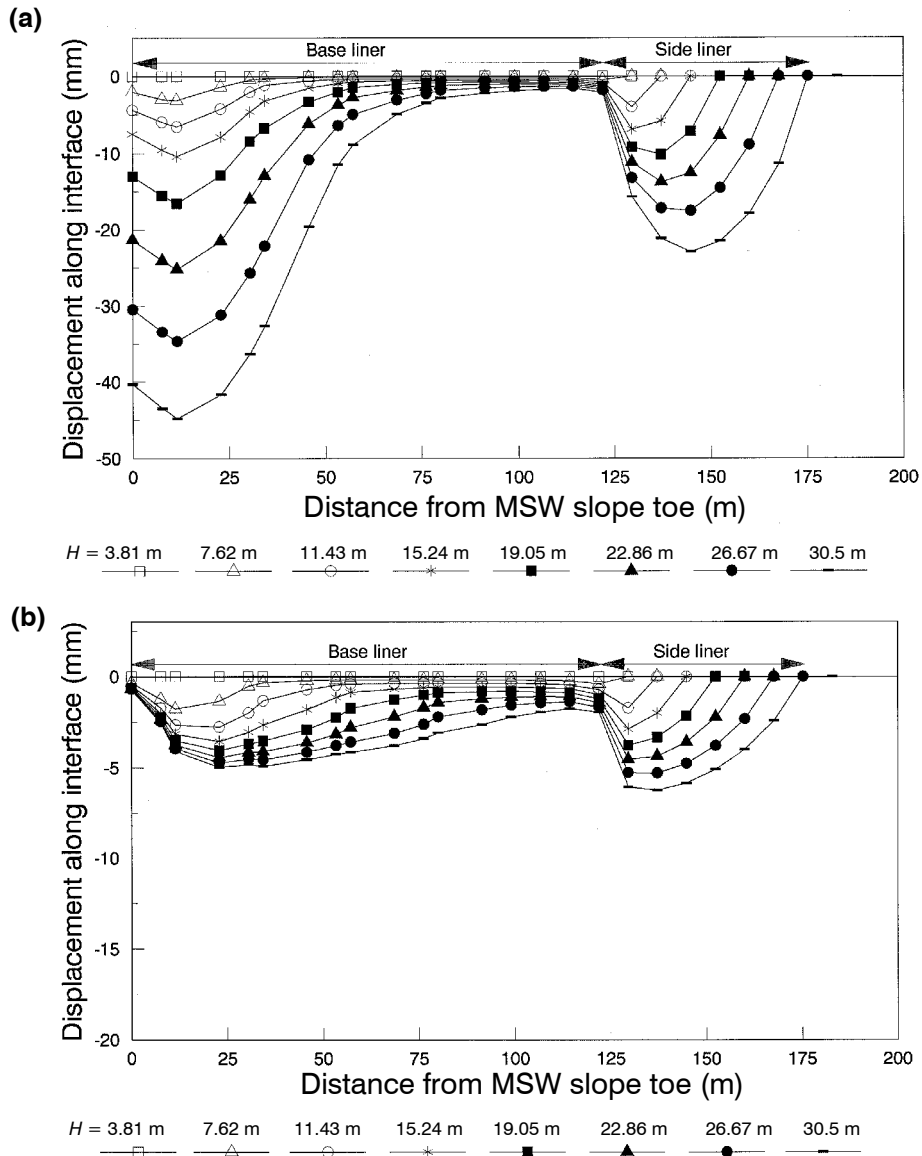 (a)
Base liner
Side liner
Displacement along interface (mm)
0
-10
-20
-30
-40
-50
0
25
50
75
100
125
150
175
200
Distance from MSW slope toe (m)
H = 3.81 m 7.62 m 11.43 m 15.24 m 19.05 m 22.86 m 26.67 m 30.5 m
(b)
Base liner
Side liner
Displacement along interface (mm)
0
-5
-10
-15
-20
0
25
50
75
100
125
150
175
200
Distance from MSW slope toe (m)
H = 3.81 m 7.62 m 11.43 m 15.24 m 19.05 m 22.86 m 26.67 m 30.5 m